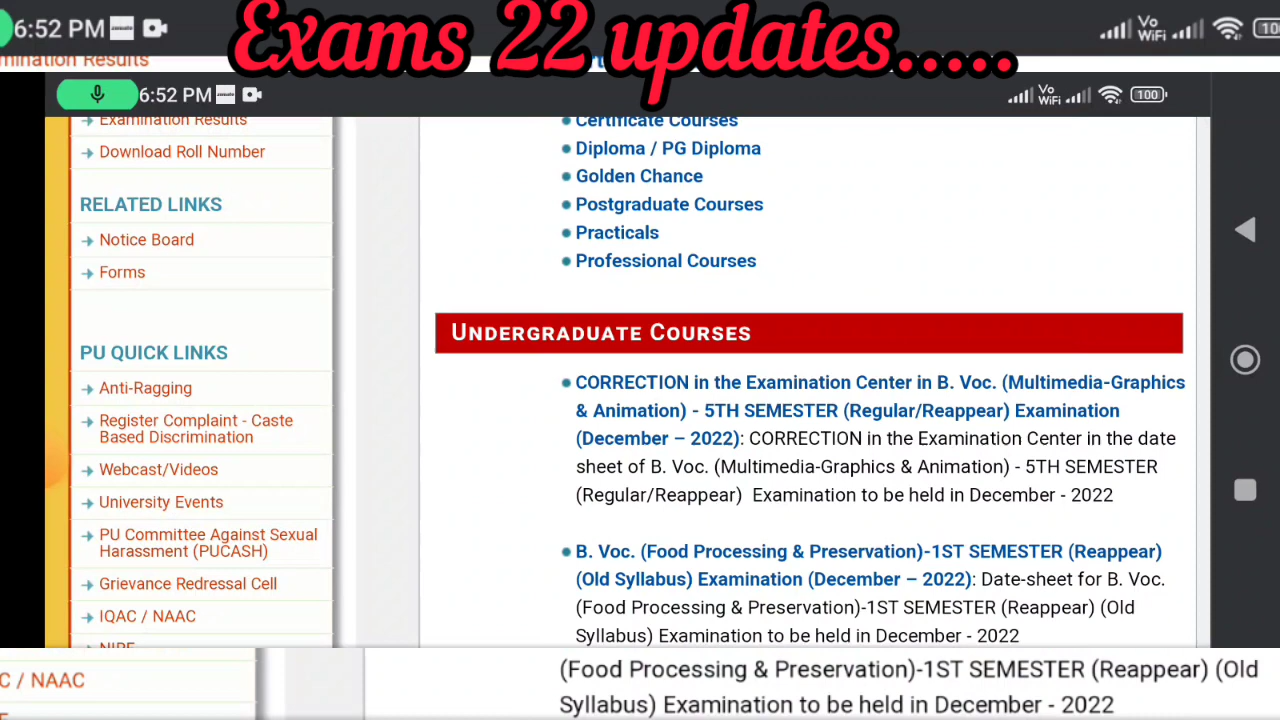 6:52 PM
Vo
WiFi
10
Exams 22 updates.....
mination Results
6:52 PM
Vo
WiFi
100
Examination Results
Download Roll Number
RELATED LINKS
Notice Board
Forms
PU QUICK LINKS
Anti-Ragging
Register Complaint - Caste
Based Discrimination
Webcast/Videos
University Events
PU Committee Against Sexual
Harassment (PUCASH)
Grievance Redressal Cell
IQAC / NAAC
NIRF
Certificate Courses
Diploma / PG Diploma
Golden Chance
Postgraduate Courses
Practicals
Professional Courses
UNDERGRADUATE COURSES
CORRECTION in the Examination Center in B. Voc. (Multimedia-Graphics
& Animation) - 5TH SEMESTER (Regular/Reappear) Examination
(December – 2022): CORRECTION in the Examination Center in the date
sheet of B. Voc. (Multimedia-Graphics & Animation) - 5TH SEMESTER
(Regular/Reappear) Examination to be held in December - 2022
B. Voc. (Food Processing & Preservation)-1ST SEMESTER (Reappear)
(Old Syllabus) Examination (December – 2022): Date-sheet for B. Voc.
(Food Processing & Preservation)-1ST SEMESTER (Reappear) (Old
Syllabus) Examination to be held in December - 2022
C / NAAC
(Food Processing & Preservation)-1ST SEMESTER (Reappear) (Old
Syllabus) Examination to be held in December - 2022